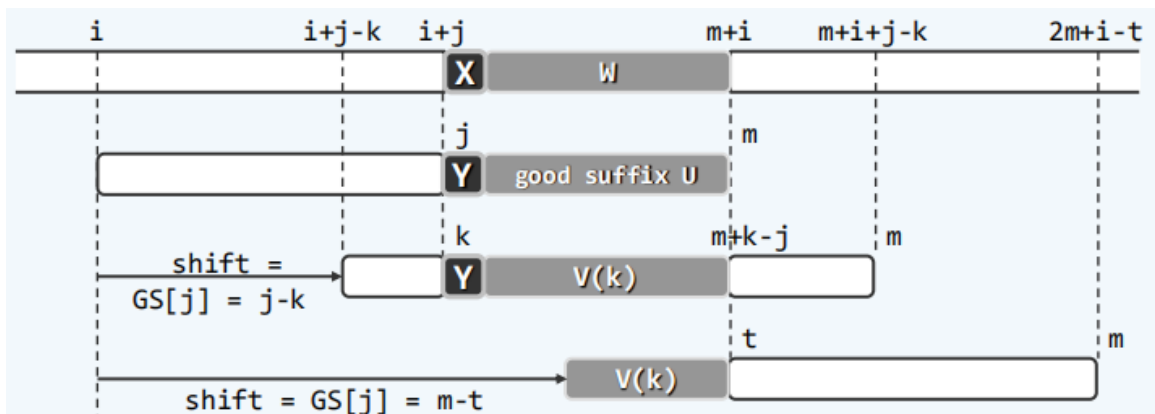 i i+j-k i+j m+i m+i+j-k 2m+i-t
X W
j m
Y good suffix U
k m+k-j m
shift =
Y V(k)
GS[j] = j-k
t m
V(k)
shift = GS[j] = m-t